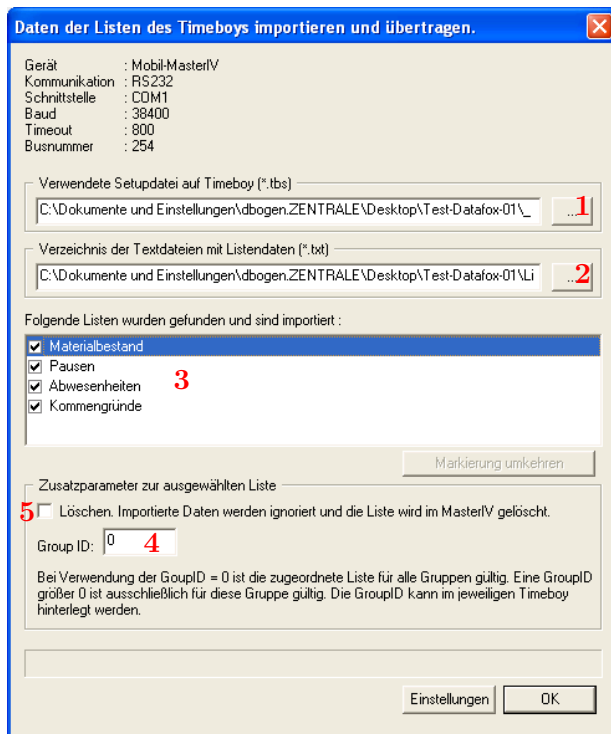 Daten der Listen des Timeboys importieren und übertragen.
Gerät : Mobil-MasterIV
Kommunikation : RS232
Schnittstelle : COM1
Baud : 38400
Timeout : 800
Busnummer : 254
Verwendete Setupdatei auf Timeboy (*.tbs)
C:\Dokumente und Einstellungen\dbogen.ZENTRALE\Desktop\Test-Datafox-01\_ ... 1
Verzeichnis der Textdateien mit Listendaten (*.txt)
C:\Dokumente und Einstellungen\dbogen.ZENTRALE\Desktop\Test-Datafox-01\Li ... 2
Folgende Listen wurden gefunden und sind importiert :
Materialbestand
Pausen
Abwesenheiten 3
Kommengründe
Markierung umkehren
Zusatzparameter zur ausgewählten Liste
5 Löschen. Importierte Daten werden ignoriert und die Liste wird im MasterIV gelöscht.
Group ID: 0 4
Bei Verwendung der GoupID = 0 ist die zugeordnete Liste für alle Gruppen gültig. Eine GroupID
größer 0 ist ausschließlich für diese Gruppe gültig. Die GroupID kann im jeweiligen Timeboy
hinterlegt werden.
Einstellungen OK